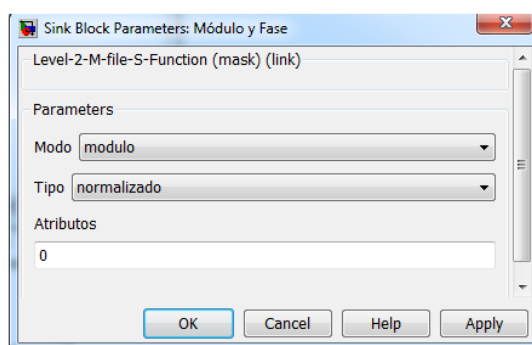 Sink Block Parameters: Módulo y Fase
Level-2-M-file-S-Function (mask) (link)
Parameters
Modo modulo
Tipo normalizado
Atributos
0
OK Cancel Help Apply